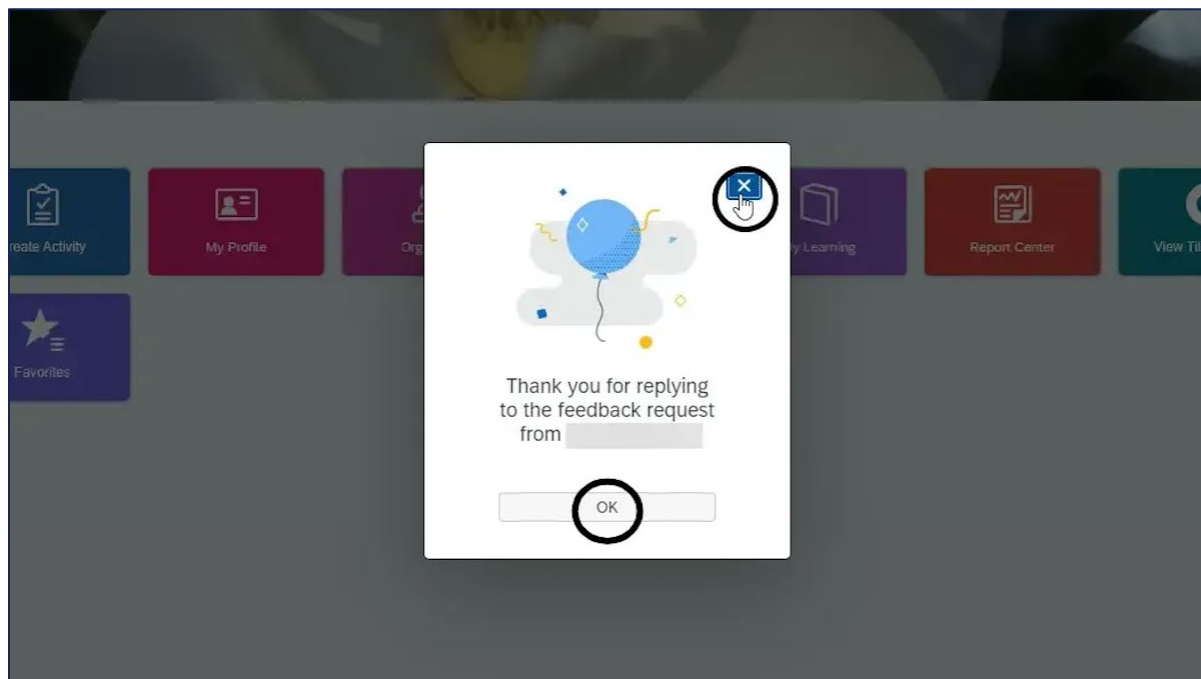 reate Activity
My Profile
Org
y Learning
Report Center
View Til
Favorites
Thank you for replying
to the feedback request
from
OK